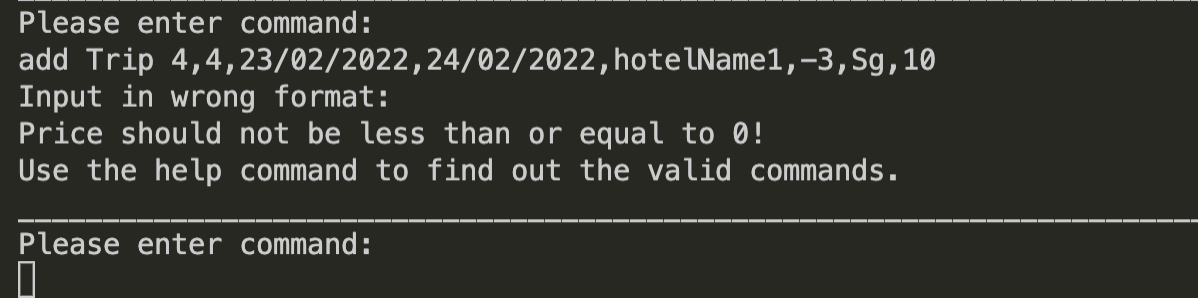 Please enter command:
add Trip 4,4,23/02/2022,24/02/2022,hotelName1,-3,Sg,10
Input in wrong format:
Price should not be less than or equal to 0!
Use the help command to find out the valid commands.
Please enter command: